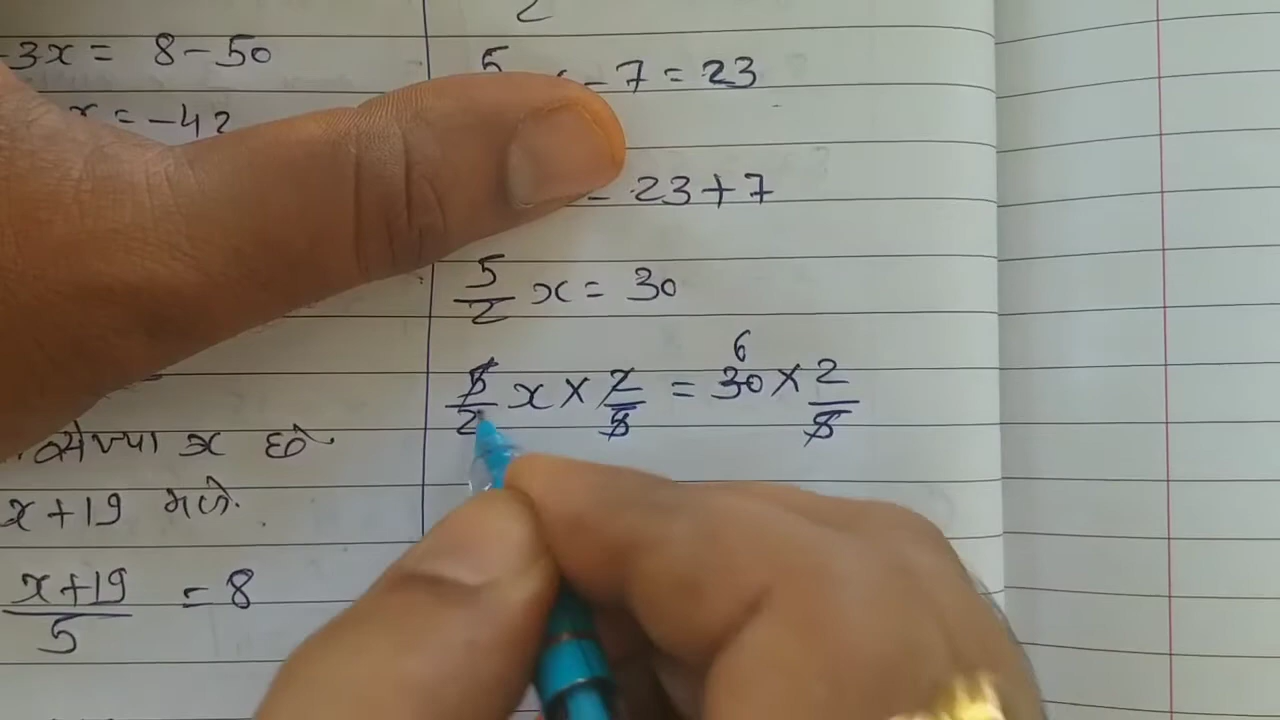 -3x = 8-50
x = -42
સંખ્યા x છે
x+19 મળે.
x+19/5 = 8
2
5 - 7 = 23
= 23+7
5/2 x = 30
5/2 x × 2/5 = 30 6 × 2/5